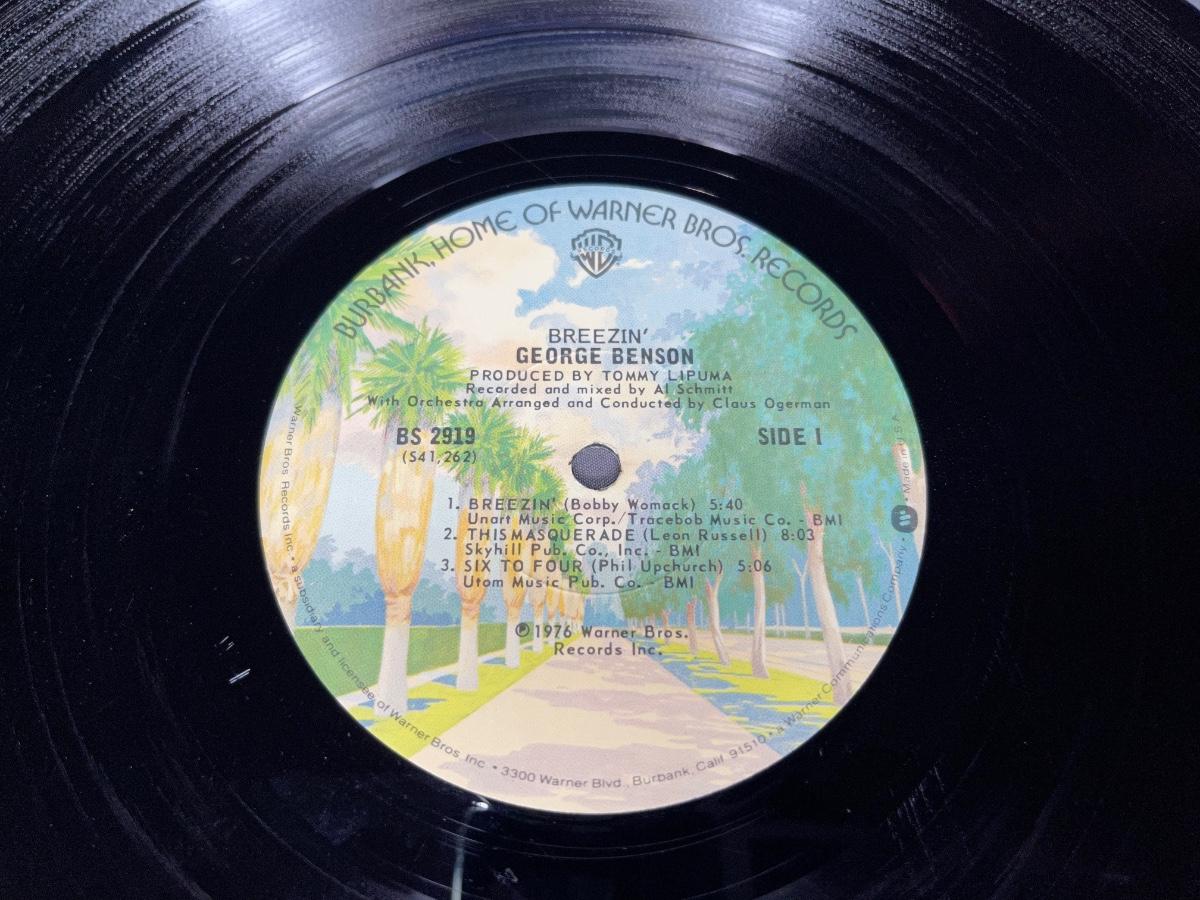 BURBANK, HOME OF WARNER BROS. RECORDS
WB
RECORDS
BREEZIN'
GEORGE BENSON
PRODUCED BY TOMMY LIPUMA
Recorded and mixed by Al Schmitt
With Orchestra Arranged and Conducted by Claus Ogerman
BS 2919 SIDE 1
(S41,262)
1. BREEZIN' (Bobby Womack) 5:40
Unart Music Corp./Tracebob Music Co. - BMI
2. THIS MASQUERADE (Leon Russell) 8:03
Skyhill Pub. Co., Inc. - BMI
3. SIX TO FOUR (Phil Upchurch) 5:06
Utom Music Pub. Co. - BMI
℗ 1976 Warner Bros.
Records Inc.
Warner Bros. Records Inc. • a subsidiary and licensee of Warner Bros. Inc. • 3300 Warner Blvd., Burbank, Calif. 91510 • a Warner Communications Company • Made in U.S.A.